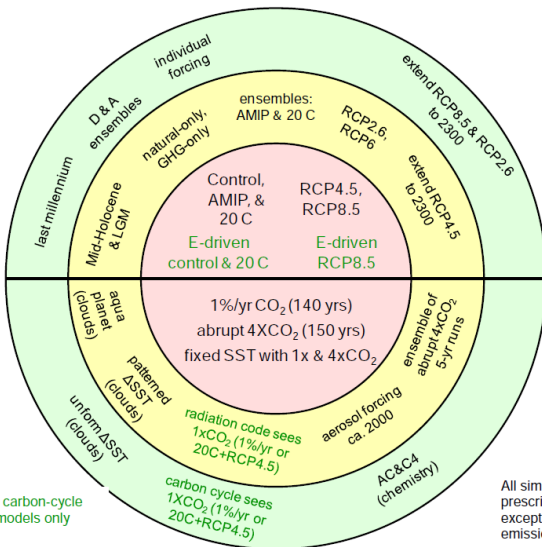 individual
forcing
D & A
ensembles
last millennium
extend RCP8.5 & RCP2.6
to 2300
natural-only,
GHG-only
ensembles:
AMIP & 20 C
RCP2.6,
RCP6
extend RCP4.5
to 2300
Mid-Holocene
& LGM
Control,
AMIP, &
20 C
RCP4.5,
RCP8.5
E-driven
control & 20 C
E-driven
RCP8.5
1%/yr CO2 (140 yrs)
abrupt 4XCO2 (150 yrs)
fixed SST with 1x & 4xCO2
aqua
planet
(clouds)
patterned
ΔSST
(clouds)
unform ΔSST
(clouds)
radiation code sees
1xCO2 (1%/yr or
20C+RCP4.5)
carbon cycle sees
1XCO2 (1%/yr or
20C+RCP4.5)
aerosol forcing
ca. 2000
ensemble of
abrupt 4xCO2
5-yr runs
AC&C4
(chemistry)
carbon-cycle
models only
All sim
prescri
except
emissio